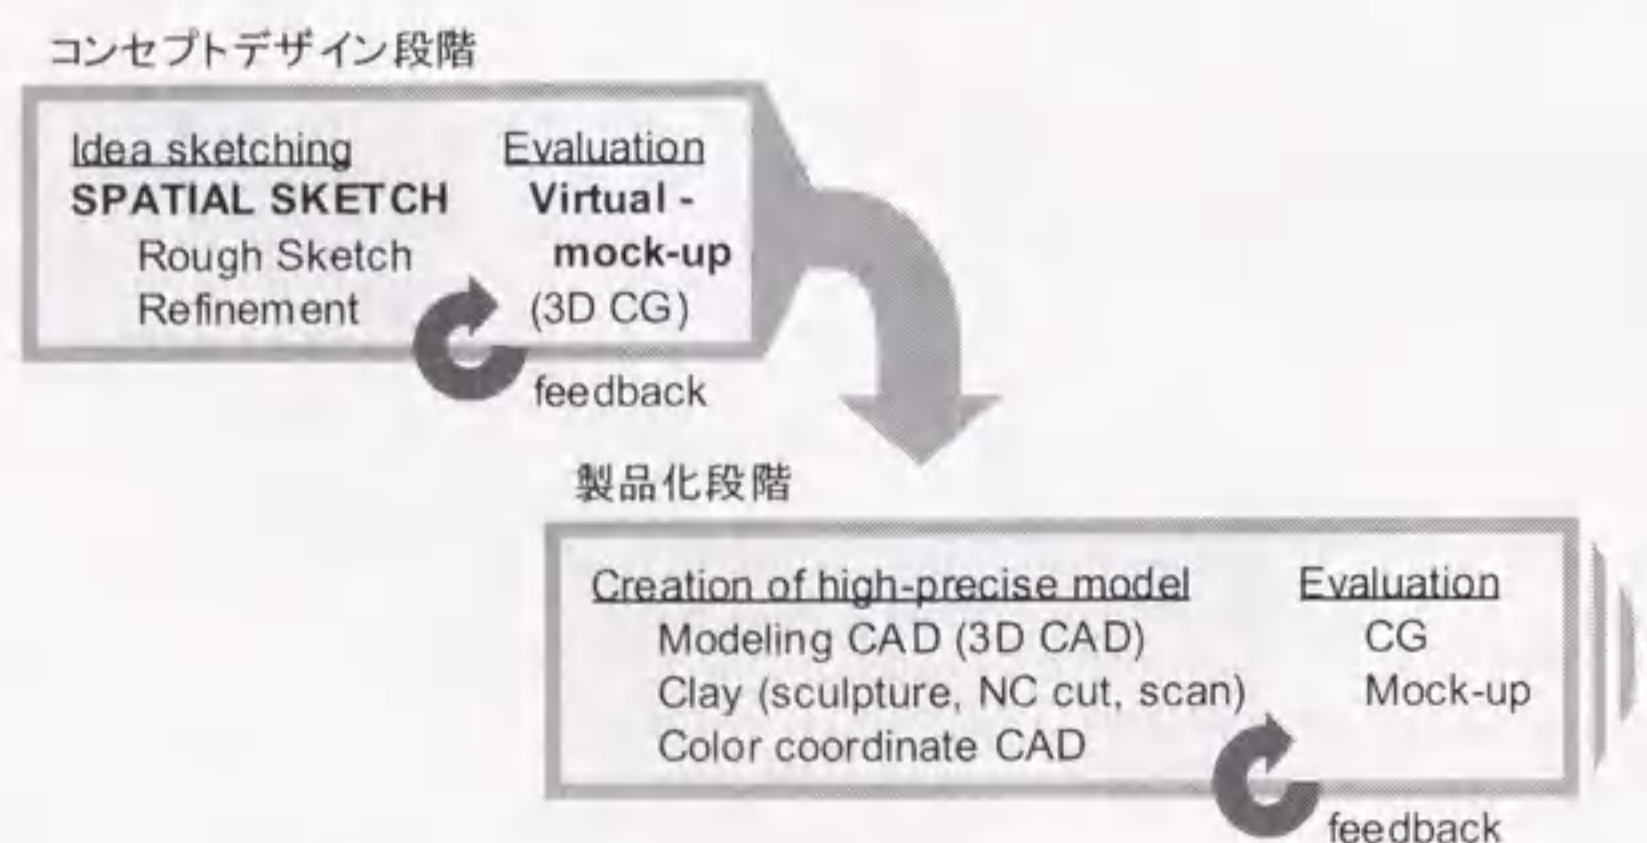 コンセプトデザイン段階
Idea sketching
SPATIAL SKETCH
Rough Sketch
Refinement
Evaluation
Virtual -
mock-up
(3D CG)
feedback
製品化段階
Creation of high-precise model
Modeling CAD (3D CAD)
Clay (sculpture, NC cut, scan)
Color coordinate CAD
Evaluation
CG
Mock-up
feedback